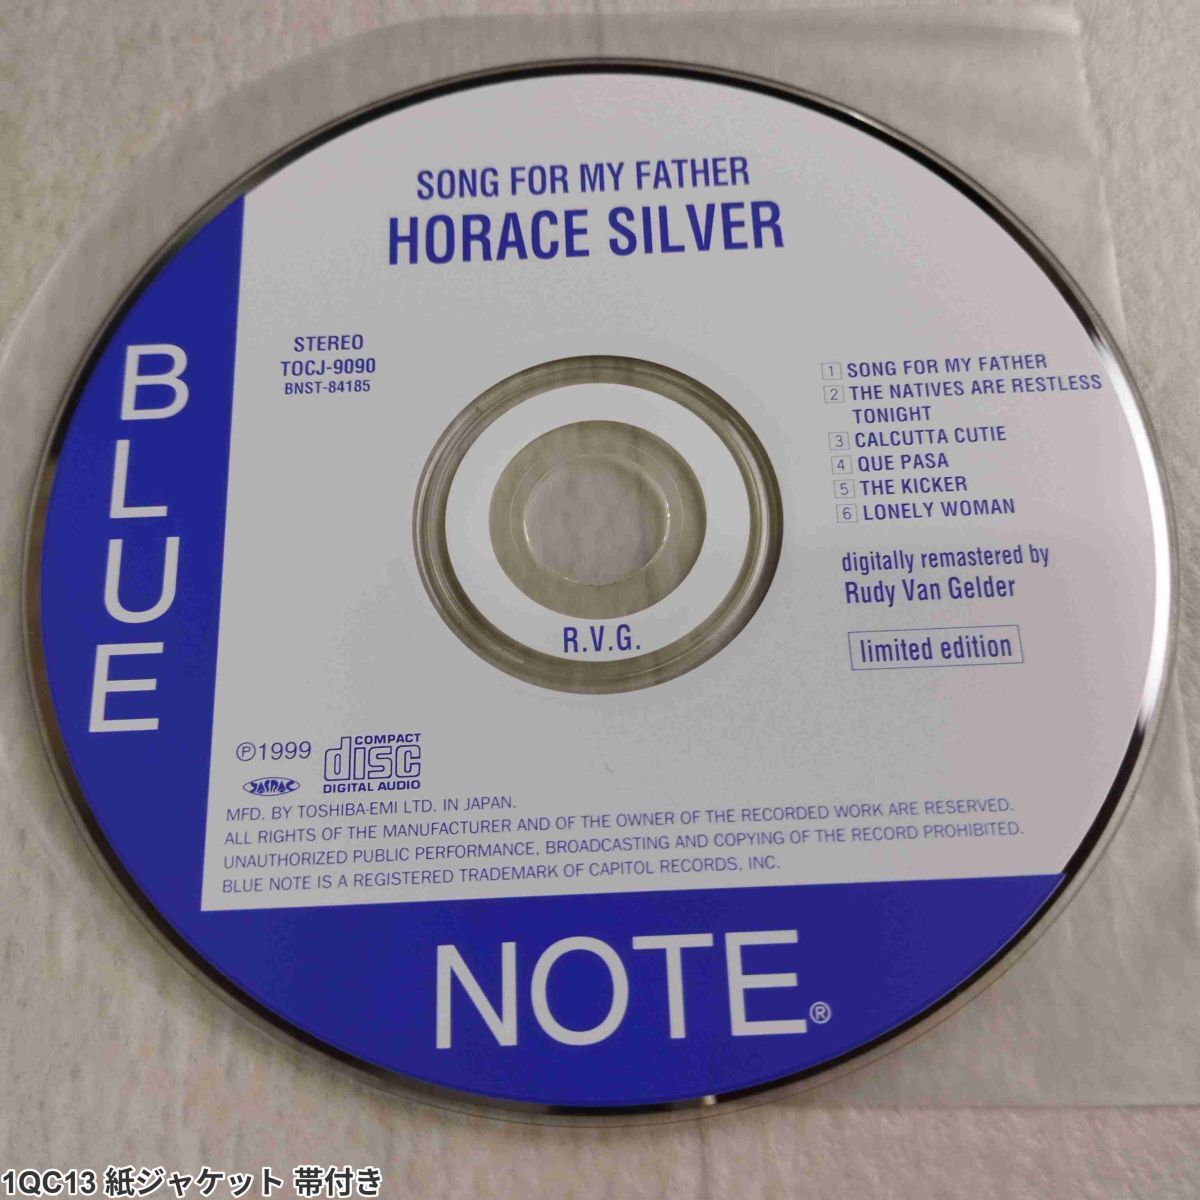 SONG FOR MY FATHER
HORACE SILVER
BLUE
STEREO
TOCJ-9090
BNST-84185
1 SONG FOR MY FATHER
2 THE NATIVES ARE RESTLESS
TONIGHT
3 CALCUTTA CUTIE
4 QUE PASA
5 THE KICKER
6 LONELY WOMAN
digitally remastered by
Rudy Van Gelder
limited edition
R.V.G.
℗1999
COMPACT
disc
DIGITAL AUDIO
JASRAC
MFD. BY TOSHIBA-EMI LTD. IN JAPAN.
ALL RIGHTS OF THE MANUFACTURER AND OF THE OWNER OF THE RECORDED WORK ARE RESERVED.
UNAUTHORIZED PUBLIC PERFORMANCE, BROADCASTING AND COPYING OF THE RECORD PROHIBITED.
BLUE NOTE IS A REGISTERED TRADEMARK OF CAPITOL RECORDS, INC.
NOTE®
1QC13 紙ジャケット 帯付き